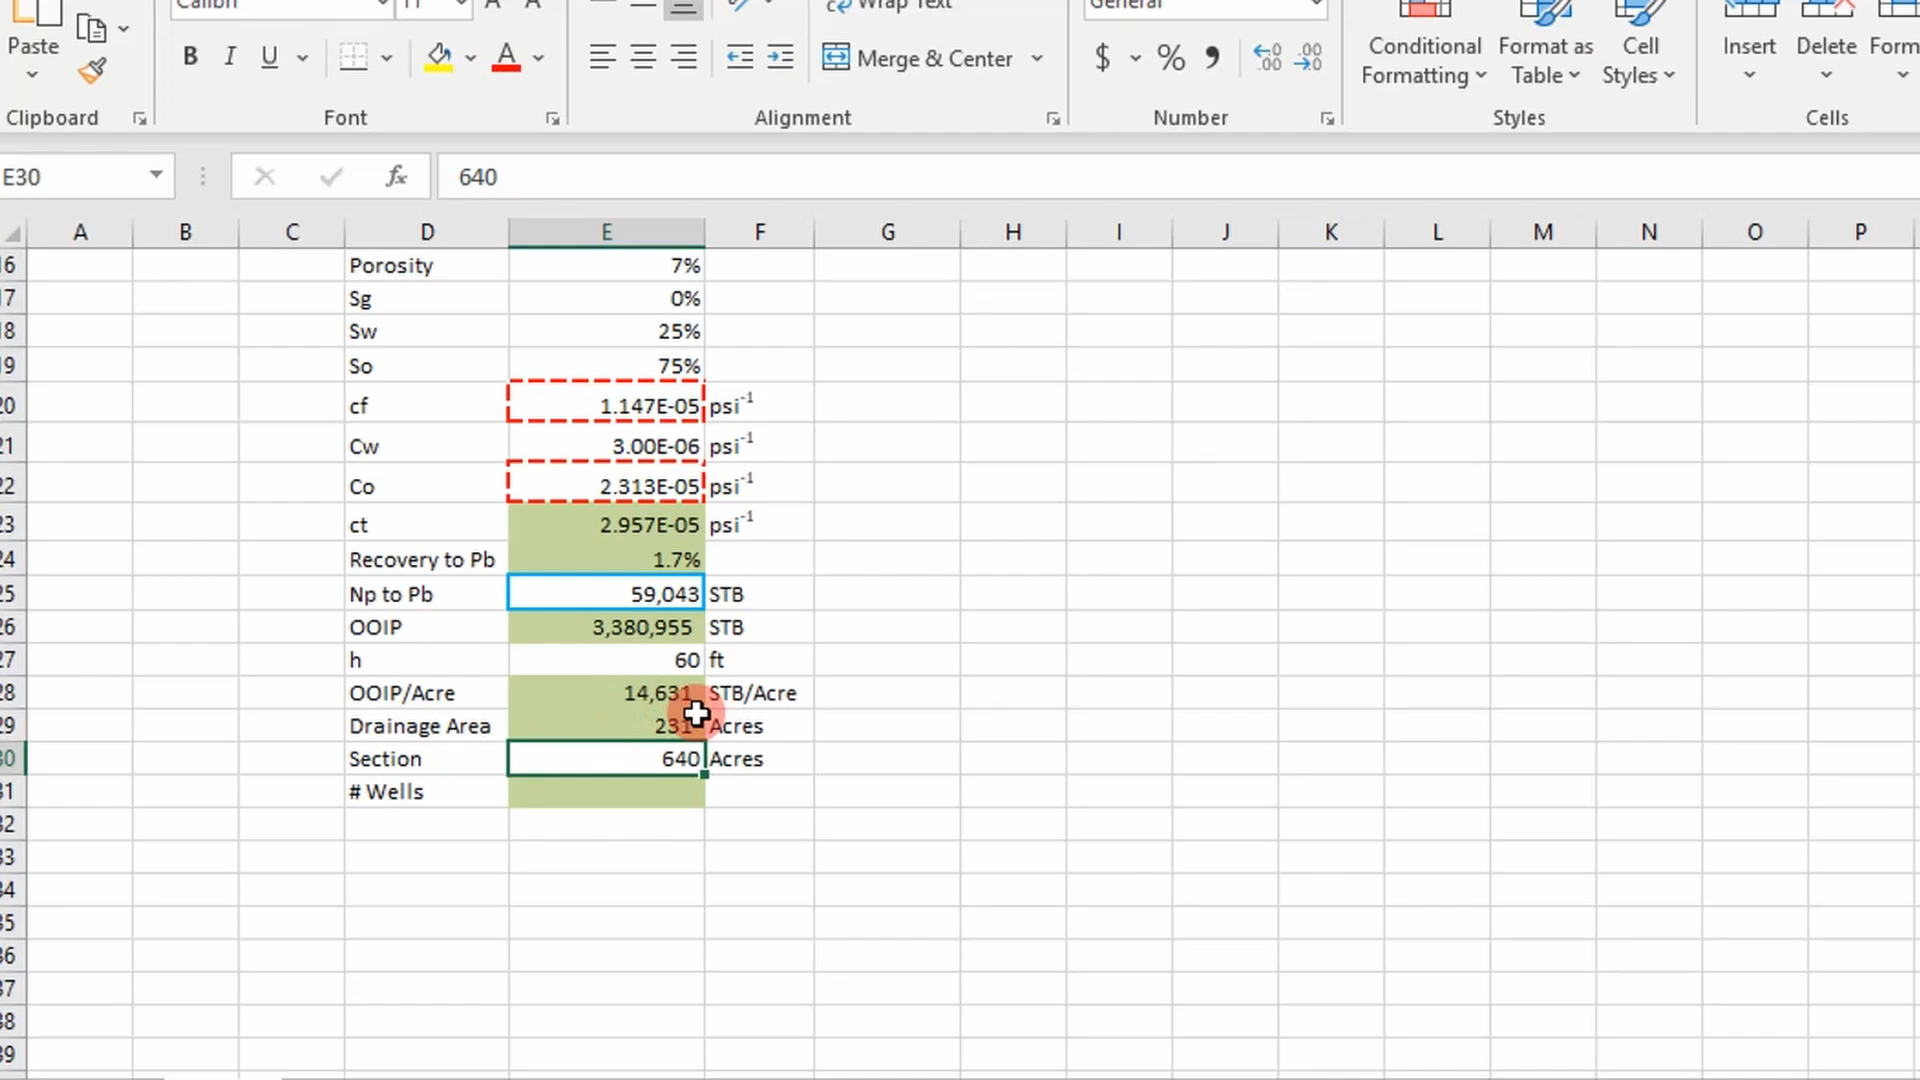 Calibri
11
A A
Wrap Text
General
Paste
B I U
A
Merge & Center
$ % ,
Conditional Formatting
Format as Table
Cell Styles
Insert
Delete
Clipboard
Font
Alignment
Number
Styles
Cells
E30
fx
640
A B C D E F G H I J K L M N O P
Porosity 7%
Sg 0%
Sw 25%
So 75%
cf 1.147E-05 psi-1
Cw 3.00E-06 psi-1
Co 2.313E-05 psi-1
ct 2.957E-05 psi-1
Recovery to Pb 1.7%
Np to Pb 59,043 STB
OOIP 3,380,955 STB
h 60 ft
OOIP/Acre 14,631 STB/Acre
Drainage Area 231 Acres
Section 640 Acres
# Wells